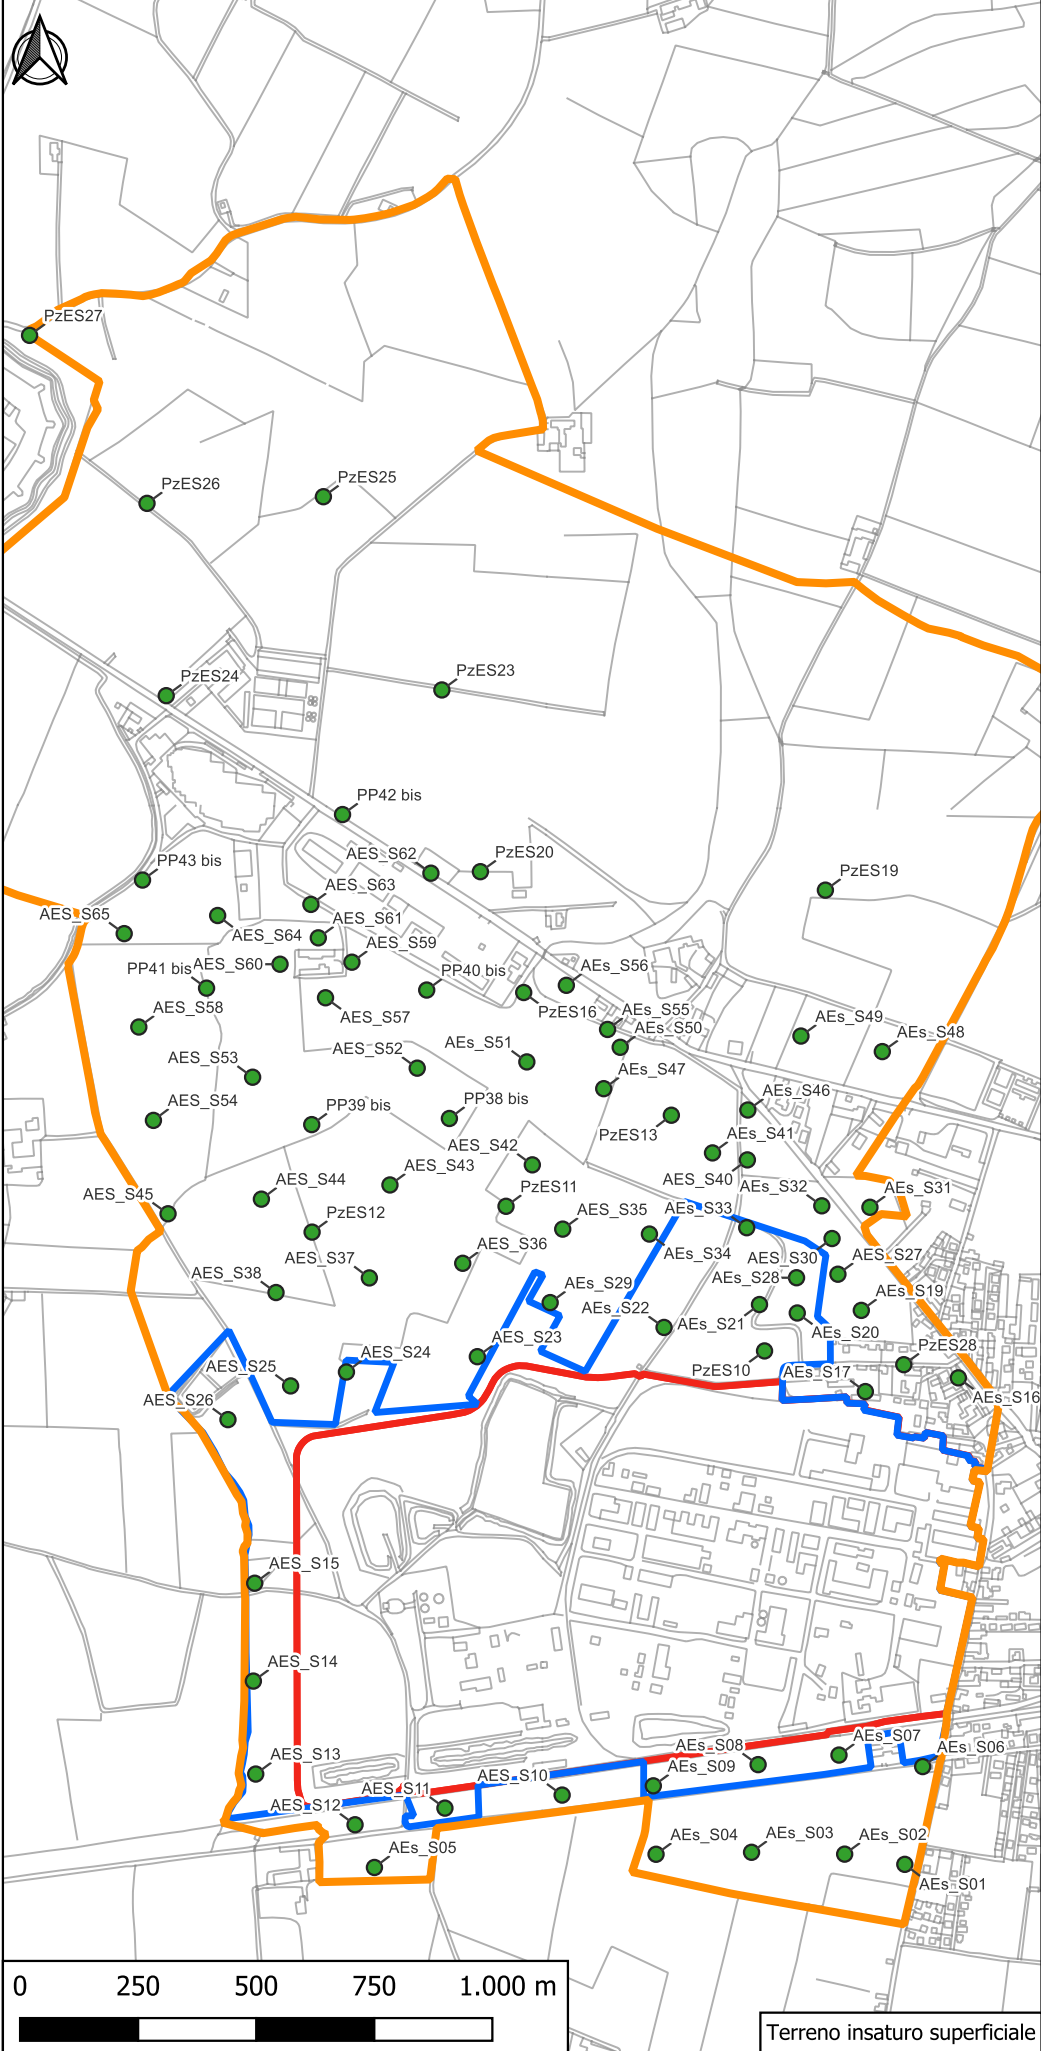 PzES27
PzES25
PzES26
PzES23
PzES24
PP42 bis
AES_S62
PzES20
PP43 bis
PzES19
AES_S63
AES_S65
AES_S61
AES_S64
AES_S59
PP41 bis
AES_S60
PP40 bis
AEs_S56
AES_S58
AES_S57
PzES16
AEs_S55
AEs_S50
AEs_S49
AEs_S48
AES_S53
AES_S52
AEs_S51
AEs_S47
AES_S54
PP39 bis
PP38 bis
AEs_S46
PzES13
AEs_S41
AES_S42
AES_S43
AES_S40
AES_S44
AEs_S32
AEs_S31
AES_S45
PzES11
PzES12
AES_S35
AEs_S33
AES_S36
AEs_S34
AES_S30
AES_S27
AES_S37
AES_S38
AEs_S28
AEs_S29
AEs_S19
AEs_S22
AEs_S21
AEs_S20
AES_S23
AES_S24
PzES10
PzES28
AES_S25
AEs_S17
AES_S26
AEs_S16
AES_S15
AES_S14
AES_S13
AEs_S07
AEs_S08
AEs_S06
AEs_S09
AES_S10
AES_S11
AES_S12
AEs_S05
AEs_S04
AEs_S03
AEs_S02
AEs_S01
0 250 500 750 1.000 m
Terreno insaturo superficiale